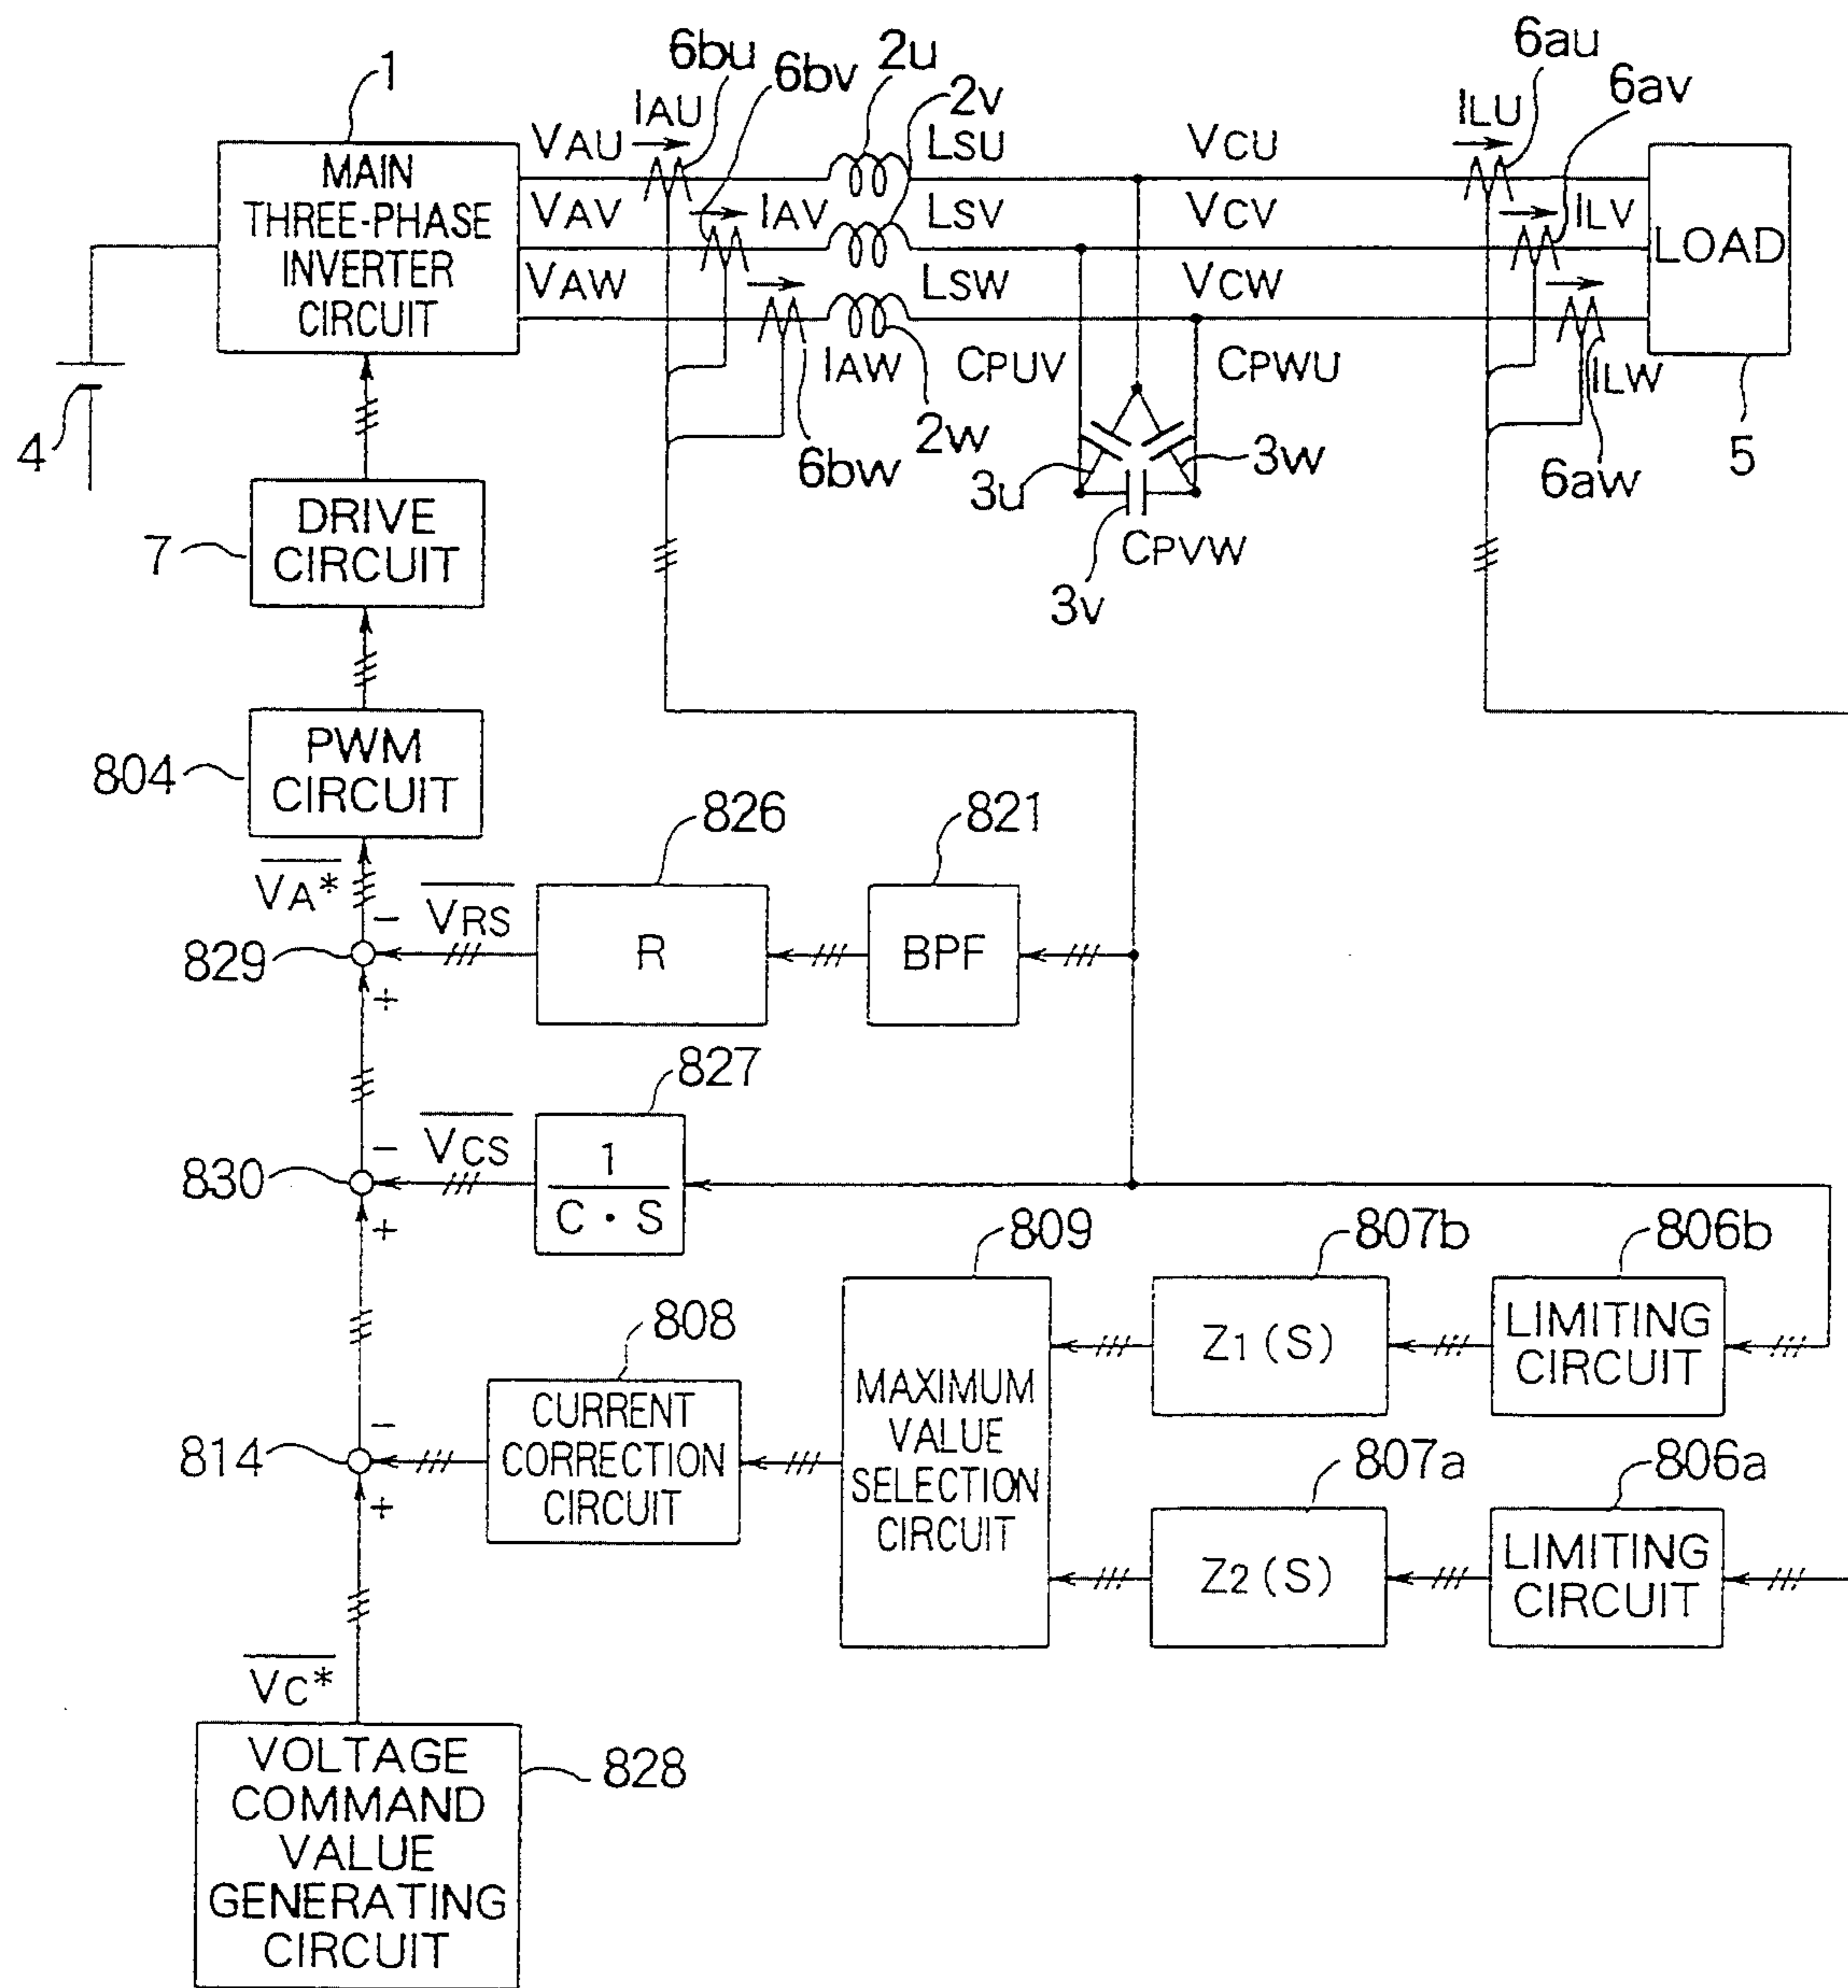 1
6bu
6bv
2u
2v
6au
6av
MAIN
THREE-PHASE
INVERTER
CIRCUIT
VAU
IAU
LSU
VCU
ILU
VAV
IAV
LSV
VCV
ILV
LOAD
VAW
LSW
VCW
IAW
CPUV
CPWU
ILW
4
2w
6bw
3u
3w
6aw
5
CPVW
3v
DRIVE
CIRCUIT
7
PWM
CIRCUIT
804
826
821
VA*
−
VRS
R
BPF
829
+
827
−
VCS
1
C · S
830
+
809
807b
806b
808
MAXIMUM
VALUE
SELECTION
CIRCUIT
Z1(S)
LIMITING
CIRCUIT
CURRENT
CORRECTION
CIRCUIT
−
814
+
807a
806a
Z2(S)
LIMITING
CIRCUIT
VC*
VOLTAGE
COMMAND
VALUE
GENERATING
CIRCUIT
828